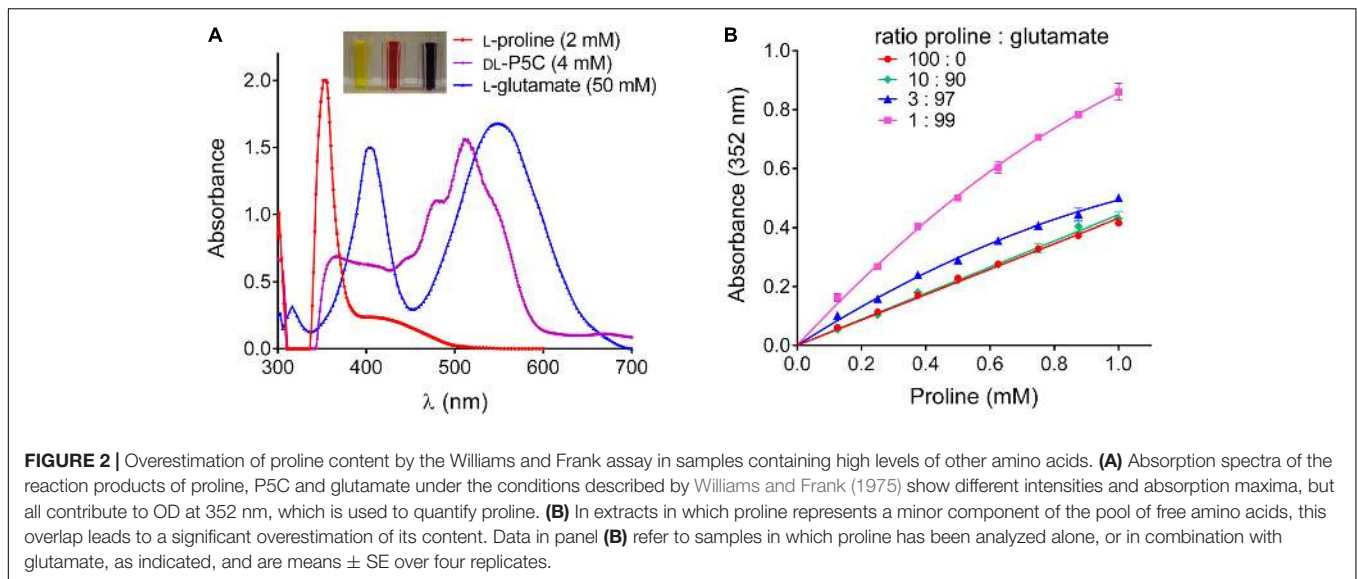 A
L-proline (2 mM)
DL-P5C (4 mM)
L-glutamate (50 mM)
Absorbance
2.0
1.5
1.0
0.5
0.0
300 400 500 600 700
λ (nm)
B
ratio proline : glutamate
100 : 0
10 : 90
3 : 97
1 : 99
Absorbance (352 nm)
1.0
0.8
0.6
0.4
0.2
0.0
0.0 0.2 0.4 0.6 0.8 1.0
Proline (mM)
FIGURE 2 | Overestimation of proline content by the Williams and Frank assay in samples containing high levels of other amino acids. (A) Absorption spectra of the
reaction products of proline, P5C and glutamate under the conditions described by Williams and Frank (1975) show different intensities and absorption maxima, but
all contribute to OD at 352 nm, which is used to quantify proline. (B) In extracts in which proline represents a minor component of the pool of free amino acids, this
overlap leads to a significant overestimation of its content. Data in panel (B) refer to samples in which proline has been analyzed alone, or in combination with
glutamate, as indicated, and are means ± SE over four replicates.